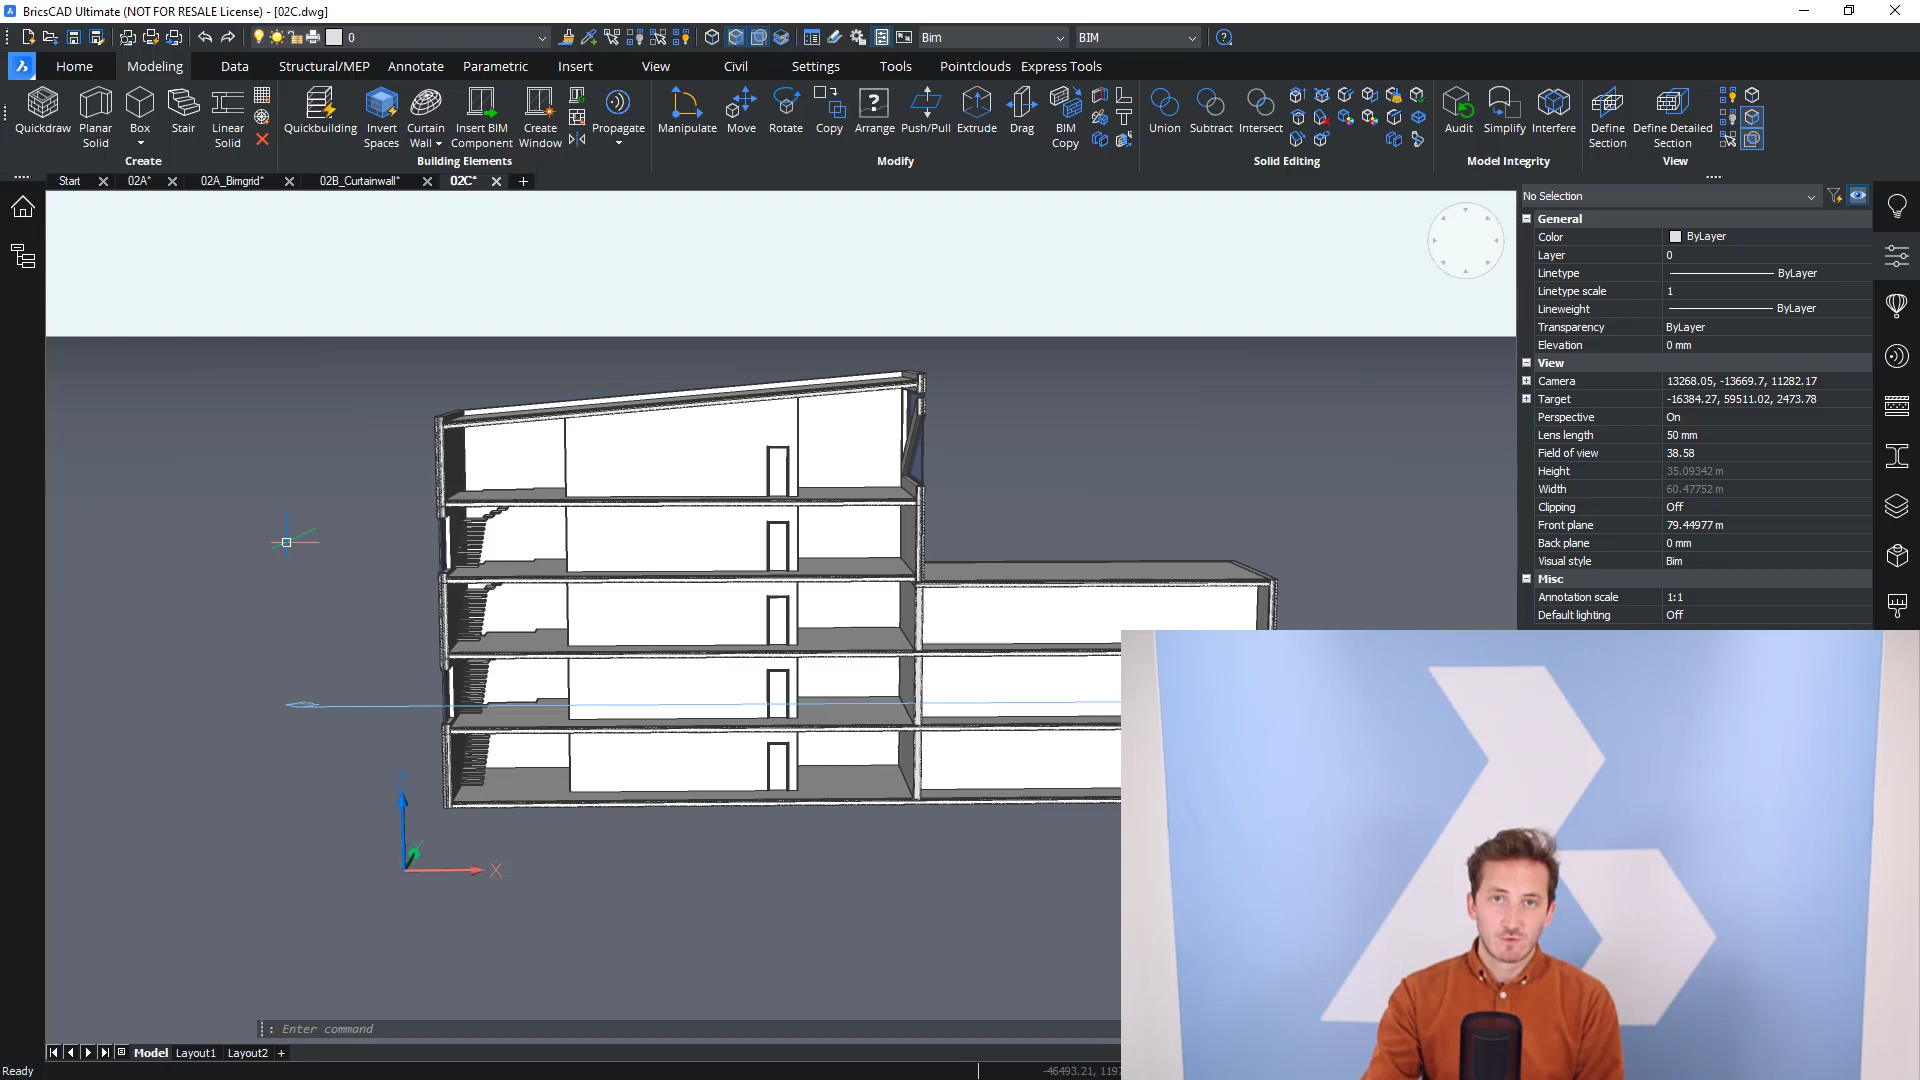 BricsCAD Ultimate (NOT FOR RESALE License) - [02C.dwg]
0 Bim BIM
Home Modeling Data Structural/MEP Annotate Parametric Insert View Civil Settings Tools Pointclouds Express Tools
Quickdraw Planar Solid Box Stair Linear Solid
Create
Quickbuilding Invert Spaces Curtain Wall Insert BIM Component Create Window Propagate
Building Elements
Manipulate Move Rotate Copy Arrange Push/Pull Extrude Drag BIM Copy
Modify
Union Subtract Intersect
Solid Editing
Audit Simplify Interfere
Model Integrity
Define Section Define Detailed Section
View
Start 02A* 02A_Bimgrid* 02B_Curtainwall* 02C*
No Selection
General
Color ByLayer
Layer 0
Linetype ByLayer
Linetype scale 1
Lineweight ByLayer
Transparency ByLayer
Elevation 0 mm
View
Camera 13268.05, -13669.7, 11282.17
Target -16384.27, 59511.02, 2473.78
Perspective On
Lens length 50 mm
Field of view 38.58
Height 35.09342 m
Width 60.47752 m
Clipping Off
Front plane 79.44977 m
Back plane 0 mm
Visual style Bim
Misc
Annotation scale 1:1
Default lighting Off
Z
Y
X
: Enter command
Model Layout1 Layout2 +
Ready -46493.21, 1197